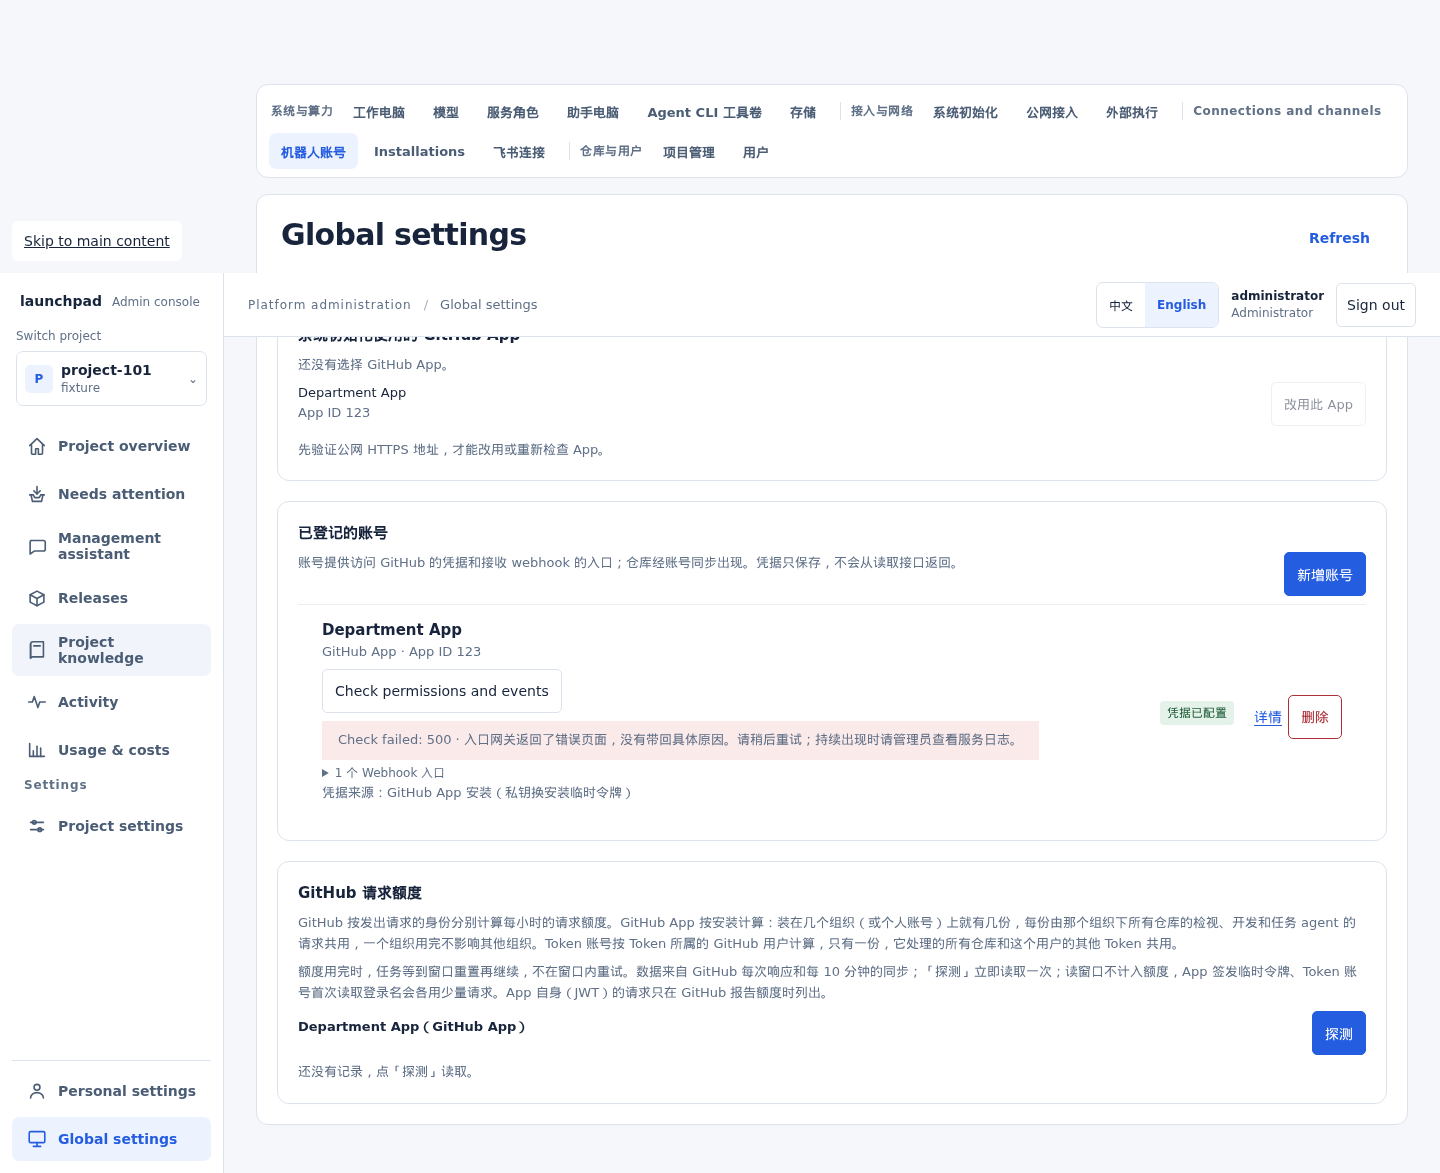 系统与算力 工作电脑 模型 服务角色 助手电脑 Agent CLI 工具卷 存储 接入与网络 系统初始化 公网接入 外部执行 Connections and channels
机器人账号 Installations 飞书连接 仓库与用户 项目管理 用户
Skip to main content
Global settings
Refresh
launchpad Admin console
Platform administration / Global settings
中文 English
administrator
Administrator
Sign out
Switch project
P
project-101
fixture
Project overview
Needs attention
Management
assistant
Releases
Project
knowledge
Activity
Usage & costs
Settings
Project settings
Personal settings
Global settings
系统初始化使用的 GitHub App
还没有选择 GitHub App。
Department App
App ID 123
改用此 App
先验证公网 HTTPS 地址，才能改用或重新检查 App。
已登记的账号
账号提供访问 GitHub 的凭据和接收 webhook 的入口；仓库经账号同步出现。凭据只保存，不会从读取接口返回。
新增账号
Department App
GitHub App · App ID 123
Check permissions and events
Check failed: 500 · 入口网关返回了错误页面，没有带回具体原因。请稍后重试；持续出现时请管理员查看服务日志。
1 个 Webhook 入口
凭据来源：GitHub App 安装（私钥换安装临时令牌）
凭据已配置
详情
删除
GitHub 请求额度
GitHub 按发出请求的身份分别计算每小时的请求额度。GitHub App 按安装计算：装在几个组织（或个人账号）上就有几份，每份由那个组织下所有仓库的检视、开发和任务 agent 的
请求共用，一个组织用完不影响其他组织。Token 账号按 Token 所属的 GitHub 用户计算，只有一份，它处理的所有仓库和这个用户的其他 Token 共用。
额度用完时，任务等到窗口重置再继续，不在窗口内重试。数据来自 GitHub 每次响应和每 10 分钟的同步；「探测」立即读取一次；读窗口不计入额度，App 签发临时令牌、Token 账
号首次读取登录名会各用少量请求。App 自身（JWT）的请求只在 GitHub 报告额度时列出。
Department App（GitHub App）
探测
还没有记录，点「探测」读取。